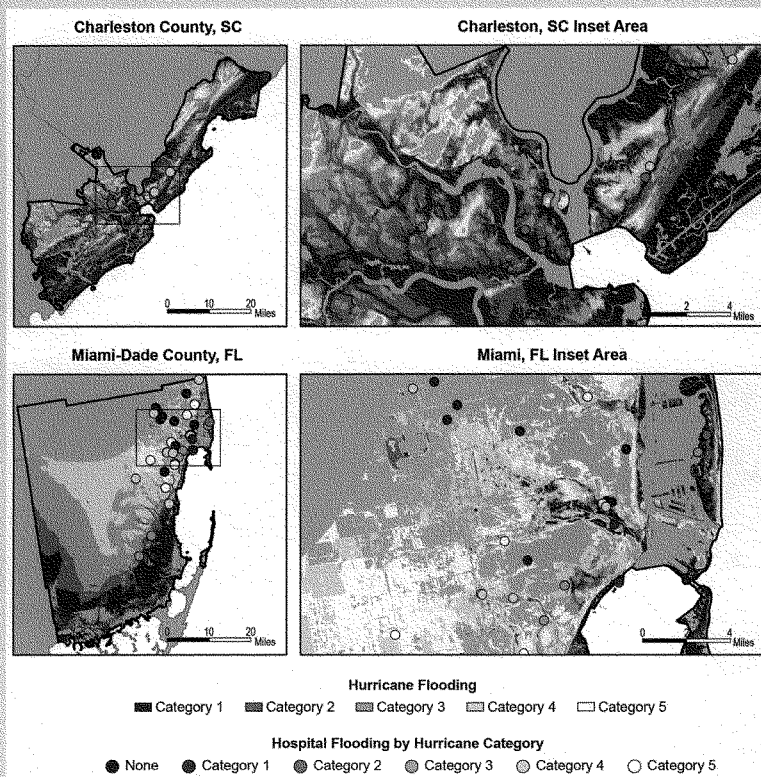 Charleston County, SC
Charleston, SC Inset Area
0 10 20
Miles
2 4
Miles
Miami-Dade County, FL
Miami, FL Inset Area
0 10 20
Miles
0 2 4
Miles
Hurricane Flooding
Category 1 Category 2 Category 3 Category 4 Category 5
Hospital Flooding by Hurricane Category
None Category 1 Category 2 Category 3 Category 4 Category 5